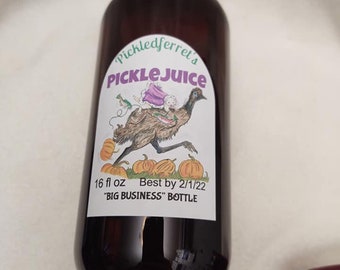 Pickledferret's
PICKLEJUICE
16 fl oz Best by 2/1/22
"BIG BUSINESS" BOTTLE